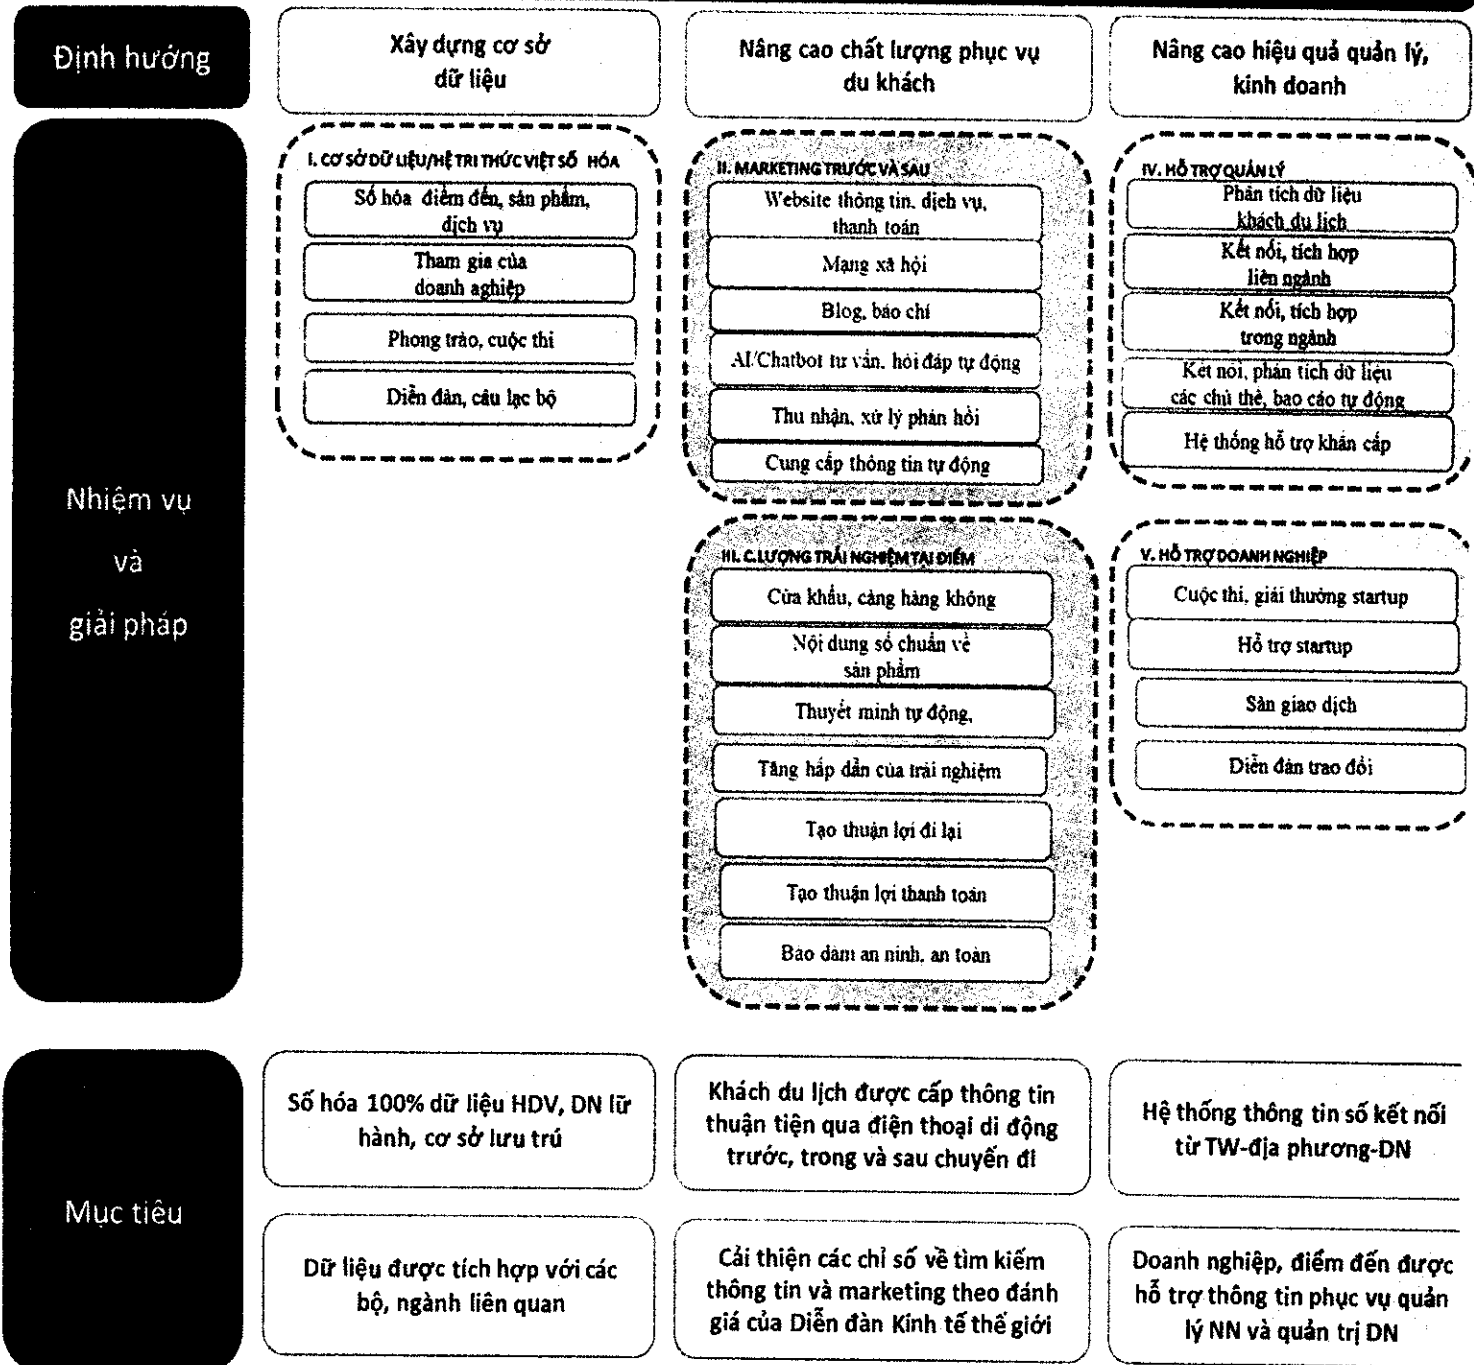 Định hướng
Xây dựng cơ sở
dữ liệu
Nâng cao chất lượng phục vụ
du khách
Nâng cao hiệu quả quản lý,
kinh doanh
Nhiệm vụ
và
giải pháp
I. CƠ SỞ DỮ LIỆU/HỆ TRI THỨC VIỆT SỐ HÓA
Số hóa điểm đến, sản phẩm,
dịch vụ
Tham gia của
doanh aghiệp
Phong trào, cuộc thi
Diễn đàn, câu lạc bộ
II. MARKETING TRƯỚC VÀ SAU
Website thông tin, dịch vụ,
thanh toán
Mạng xã hội
Blog, báo chí
AI/Chatbot tư vấn, hỏi đáp tự động
Thu nhận, xử lý phản hồi
Cung cấp thông tin tự động
III. C.LƯỢNG TRẢI NGHIỆM TẠI ĐIỂM
Cửa khẩu, cảng hàng không
Nội dung số chuẩn về
sản phẩm
Thuyết minh tự động,
Tăng hấp dẫn của trải nghiệm
Tạo thuận lợi đi lại
Tạo thuận lợi thanh toán
Bảo đảm an ninh, an toàn
IV. HỖ TRỢ QUẢN LÝ
Phân tích dữ liệu
khách du lịch
Kết nối, tích hợp
liên ngành
Kết nối, tích hợp
trong ngành
Kết nối, phân tích dữ liệu
các chủ thể, báo cáo tự động
Hệ thống hỗ trợ khẩn cấp
V. HỖ TRỢ DOANH NGHIỆP
Cuộc thi, giải thưởng startup
Hỗ trợ startup
Sàn giao dịch
Diễn đàn trao đổi
Mục tiêu
Số hóa 100% dữ liệu HDV, DN lữ
hành, cơ sở lưu trú
Khách du lịch được cấp thông tin
thuận tiện qua điện thoại di động
trước, trong và sau chuyến đi
Hệ thống thông tin số kết nối
từ TW-địa phương-DN
Dữ liệu được tích hợp với các
bộ, ngành liên quan
Cải thiện các chỉ số về tìm kiếm
thông tin và marketing theo đánh
giá của Diễn đàn Kinh tế thế giới
Doanh nghiệp, điểm đến được
hỗ trợ thông tin phục vụ quản
lý NN và quản trị DN